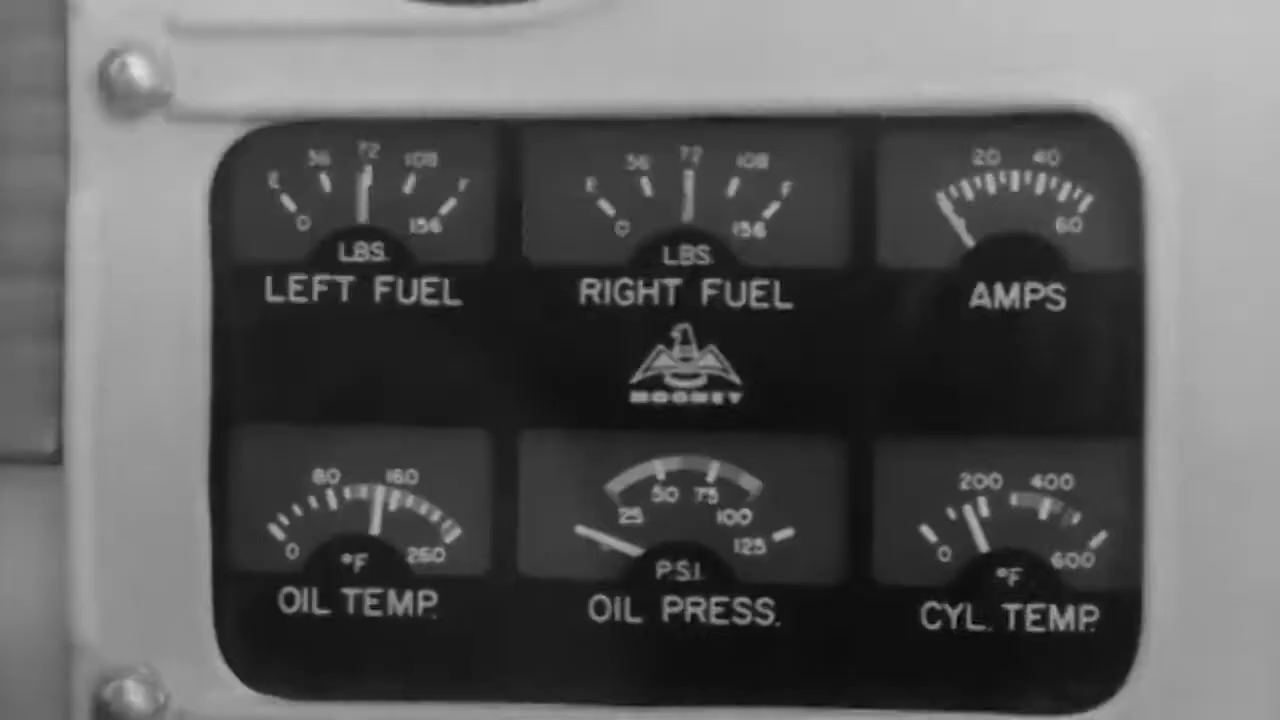 E 36 72 108 F
0 156
LBS.
LEFT FUEL
E 36 72 108 F
0 156
LBS.
RIGHT FUEL
20 40
60
AMPS
MOONEY
80 160
0 260
°F
OIL TEMP.
50 75
25 100
125
P.S.I.
OIL PRESS.
200 400
0 600
°F
CYL. TEMP.